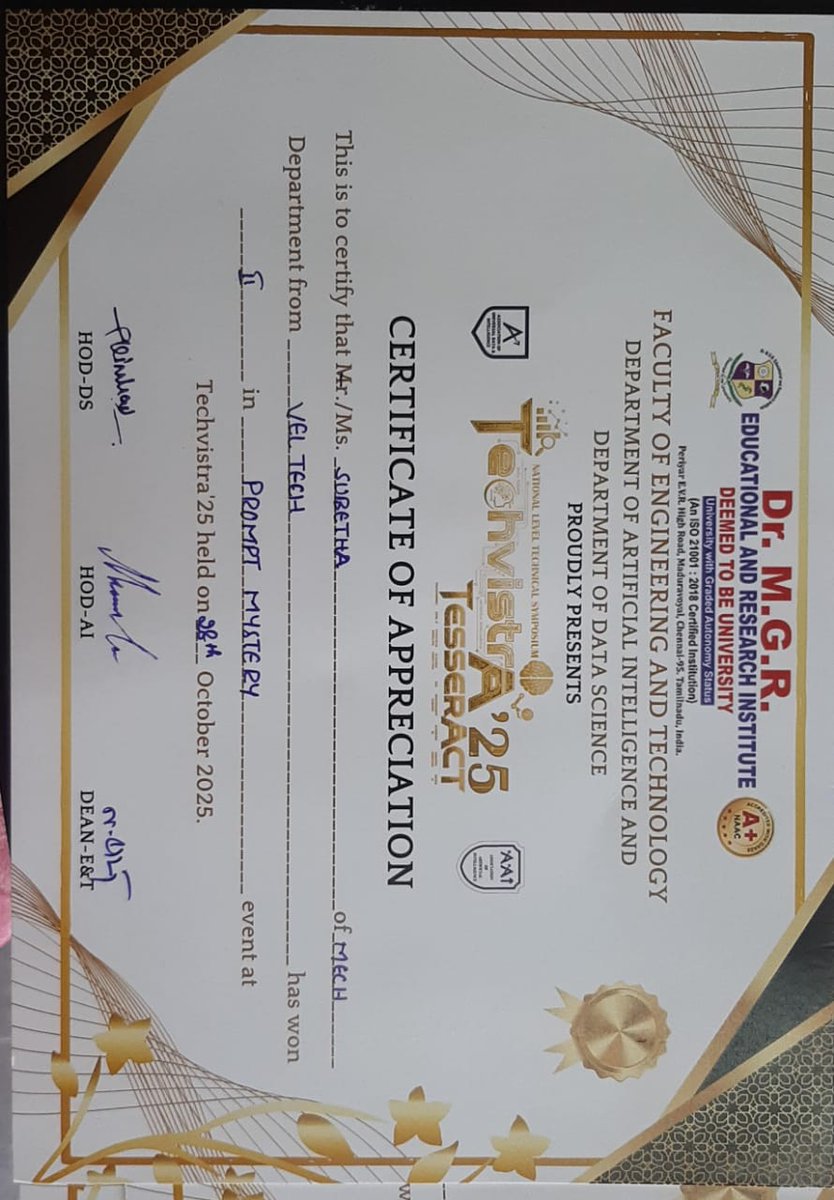 Dr. M.G.R.
EDUCATIONAL AND RESEARCH INSTITUTE
DEEMED TO BE UNIVERSITY
University with Graded Autonomy Status
(An ISO 21001 : 2018 Certified Institution)
Periyar E.V.R. High Road, Maduravoyal, Chennai-95. Tamilnadu, India.
A+
NAAC
FACULTY OF ENGINEERING AND TECHNOLOGY
DEPARTMENT OF ARTIFICIAL INTELLIGENCE AND
DEPARTMENT OF DATA SCIENCE
PROUDLY PRESENTS
NATIONAL LEVEL TECHNICAL SYMPOSIUM
TechvistrA'25
TESSERACT
CERTIFICATE OF APPRECIATION
This is to certify that Mr./Ms. SURETHA of MECH
Department from VEL TECH has won
II in PROMPT MYSTERY event at
Techvistra'25 held on 28th October 2025.
HOD-DS HOD-AI DEAN-E&T